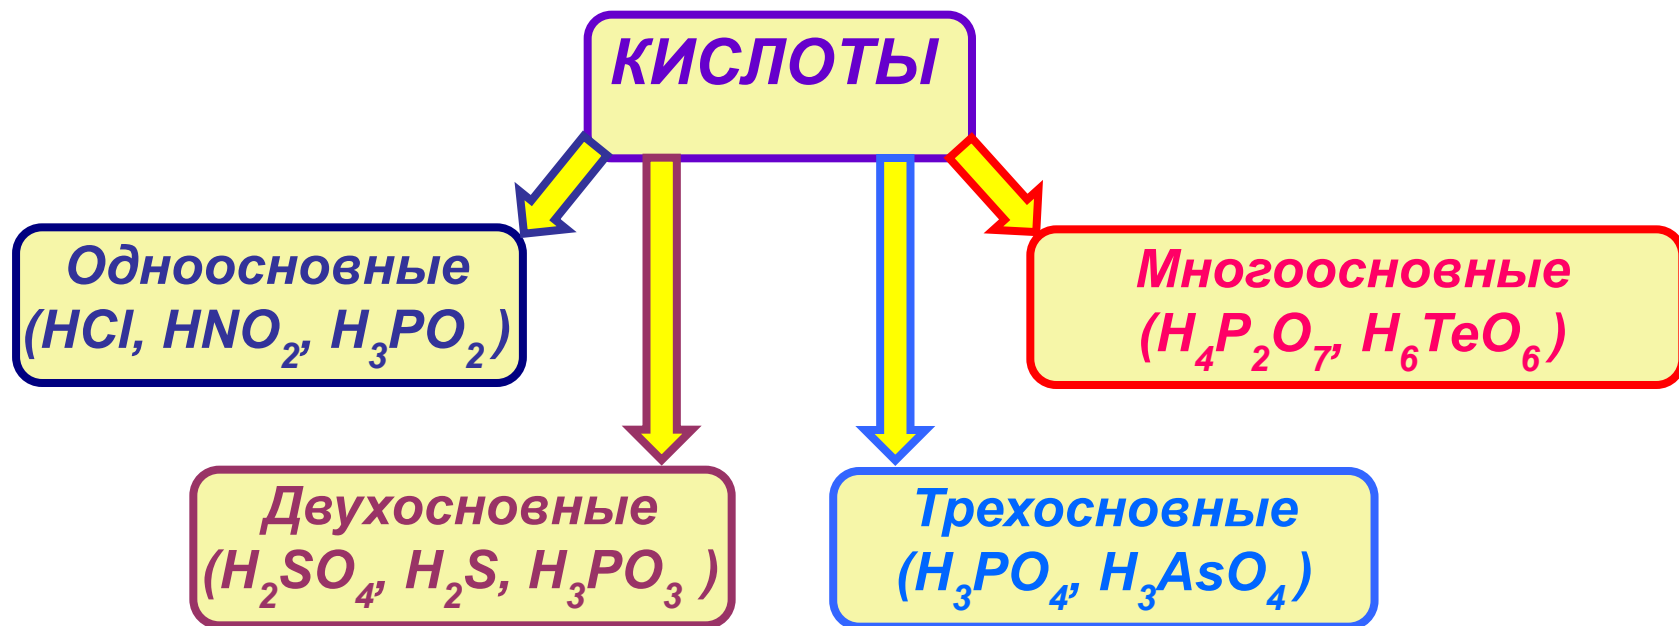 КИСЛОТЫ
Одноосновные
(HCl, HNO₂, H₃PO₂)
Многоосновные
(H₄P₂O₇, H₆TeO₆)
Двухосновные
(H₂SO₄, H₂S, H₃PO₃ )
Трехосновные
(H₃PO₄, H₃AsO₄)